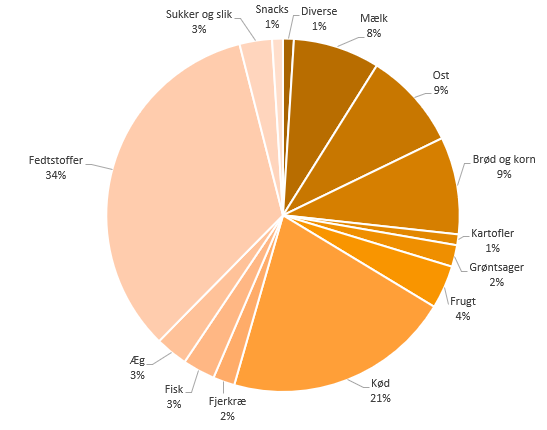 Snacks
1%
Diverse
1%
Mælk
8%
Ost
9%
Brød og korn
9%
Kartofler
1%
Grøntsager
2%
Frugt
4%
Kød
21%
Fjerkræ
2%
Fisk
3%
Æg
3%
Fedtstoffer
34%
Sukker og slik
3%